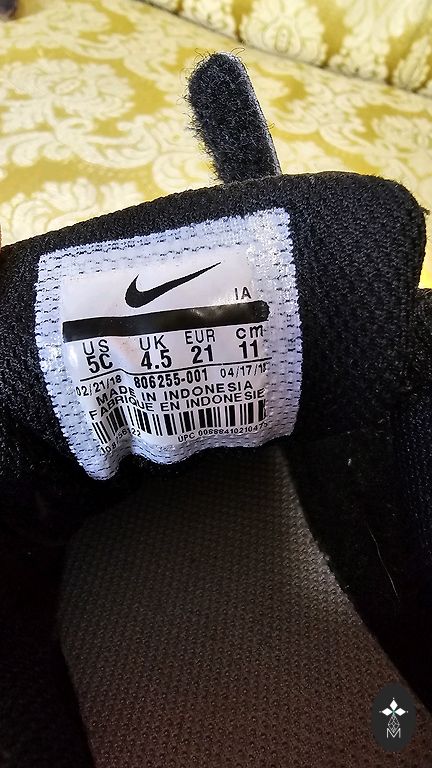 IA
US UK EUR cm
5C 4.5 21 11
02/21/18 806255-001 04/17/18
MADE IN INDONESIA
FABRIQUE EN INDONESIE
M